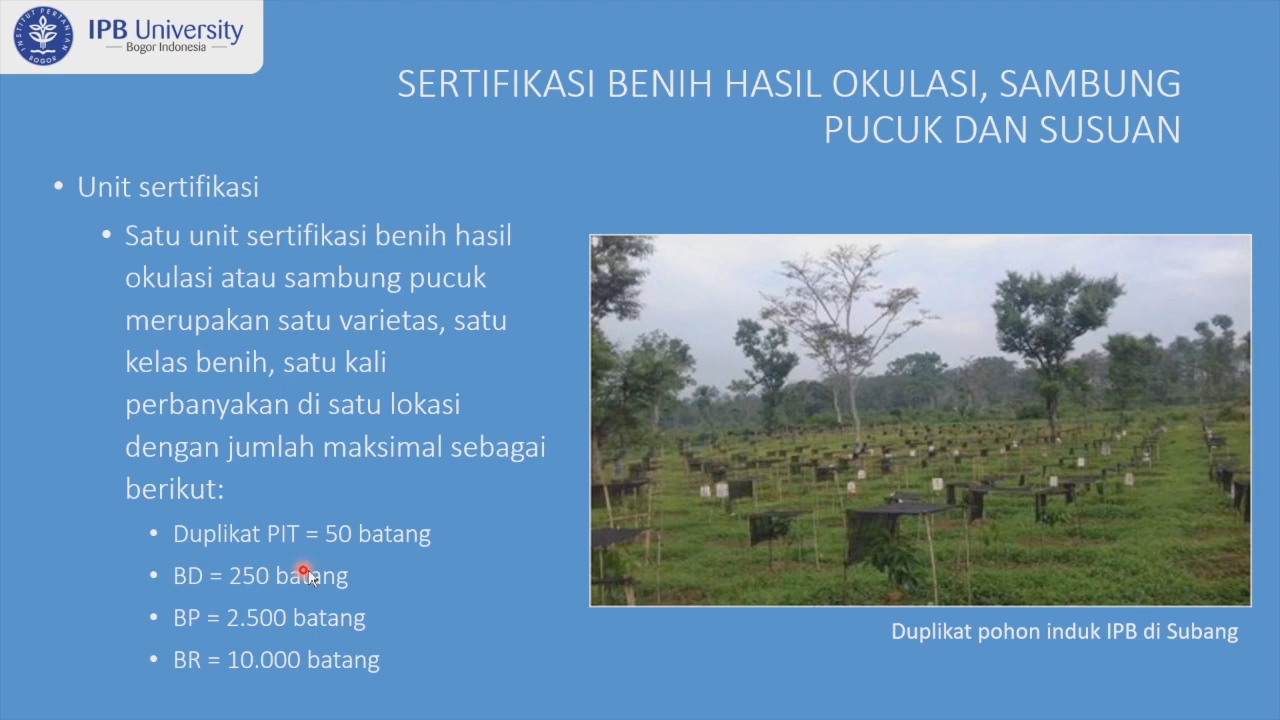 INSTITUT PERTANIAN
BOGOR
IPB University
Bogor Indonesia
SERTIFIKASI BENIH HASIL OKULASI, SAMBUNG
PUCUK DAN SUSUAN
• Unit sertifikasi
• Satu unit sertifikasi benih hasil
okulasi atau sambung pucuk
merupakan satu varietas, satu
kelas benih, satu kali
perbanyakan di satu lokasi
dengan jumlah maksimal sebagai
berikut:
• Duplikat PIT = 50 batang
• BD = 250 batang
• BP = 2.500 batang
• BR = 10.000 batang
Duplikat pohon induk IPB di Subang